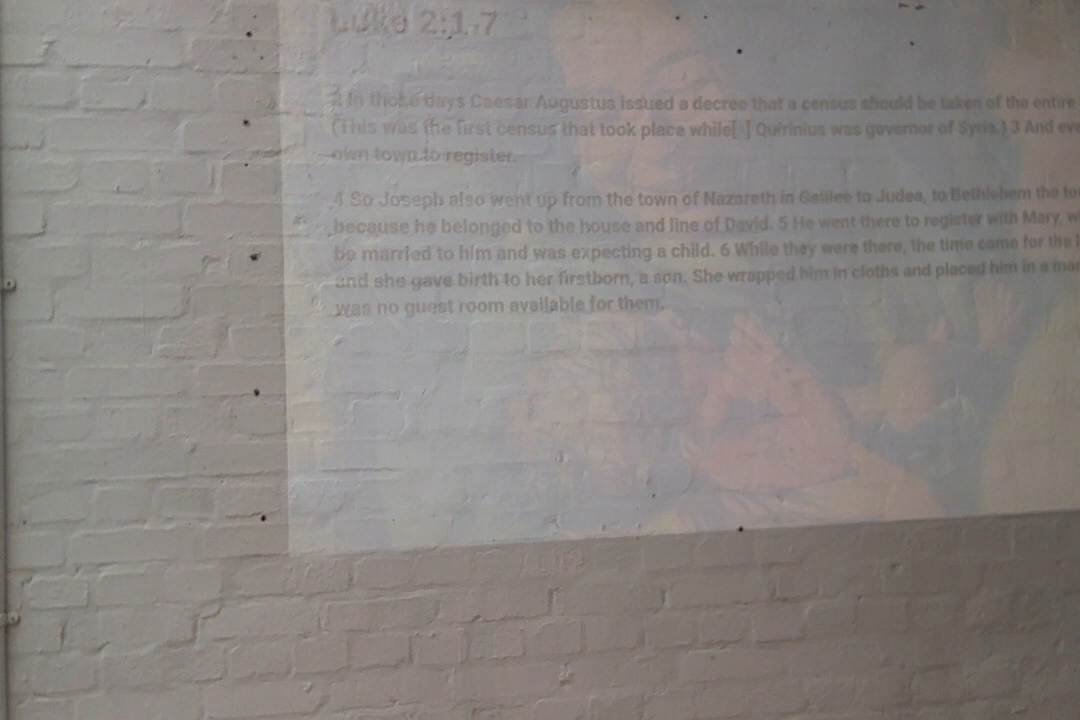 Luke 2:1-7
2 In those days Caesar Augustus issued a decree that a census should be taken of the entire
(This was the first census that took place while[ ] Quirinius was governor of Syria.) 3 And eve
own town to register.
4 So Joseph also went up from the town of Nazareth in Galilee to Judea, to Bethlehem the to
because he belonged to the house and line of David. 5 He went there to register with Mary, w
be married to him and was expecting a child. 6 While they were there, the time came for the
and she gave birth to her firstborn, a son. She wrapped him in cloths and placed him in a man
was no guest room available for them.